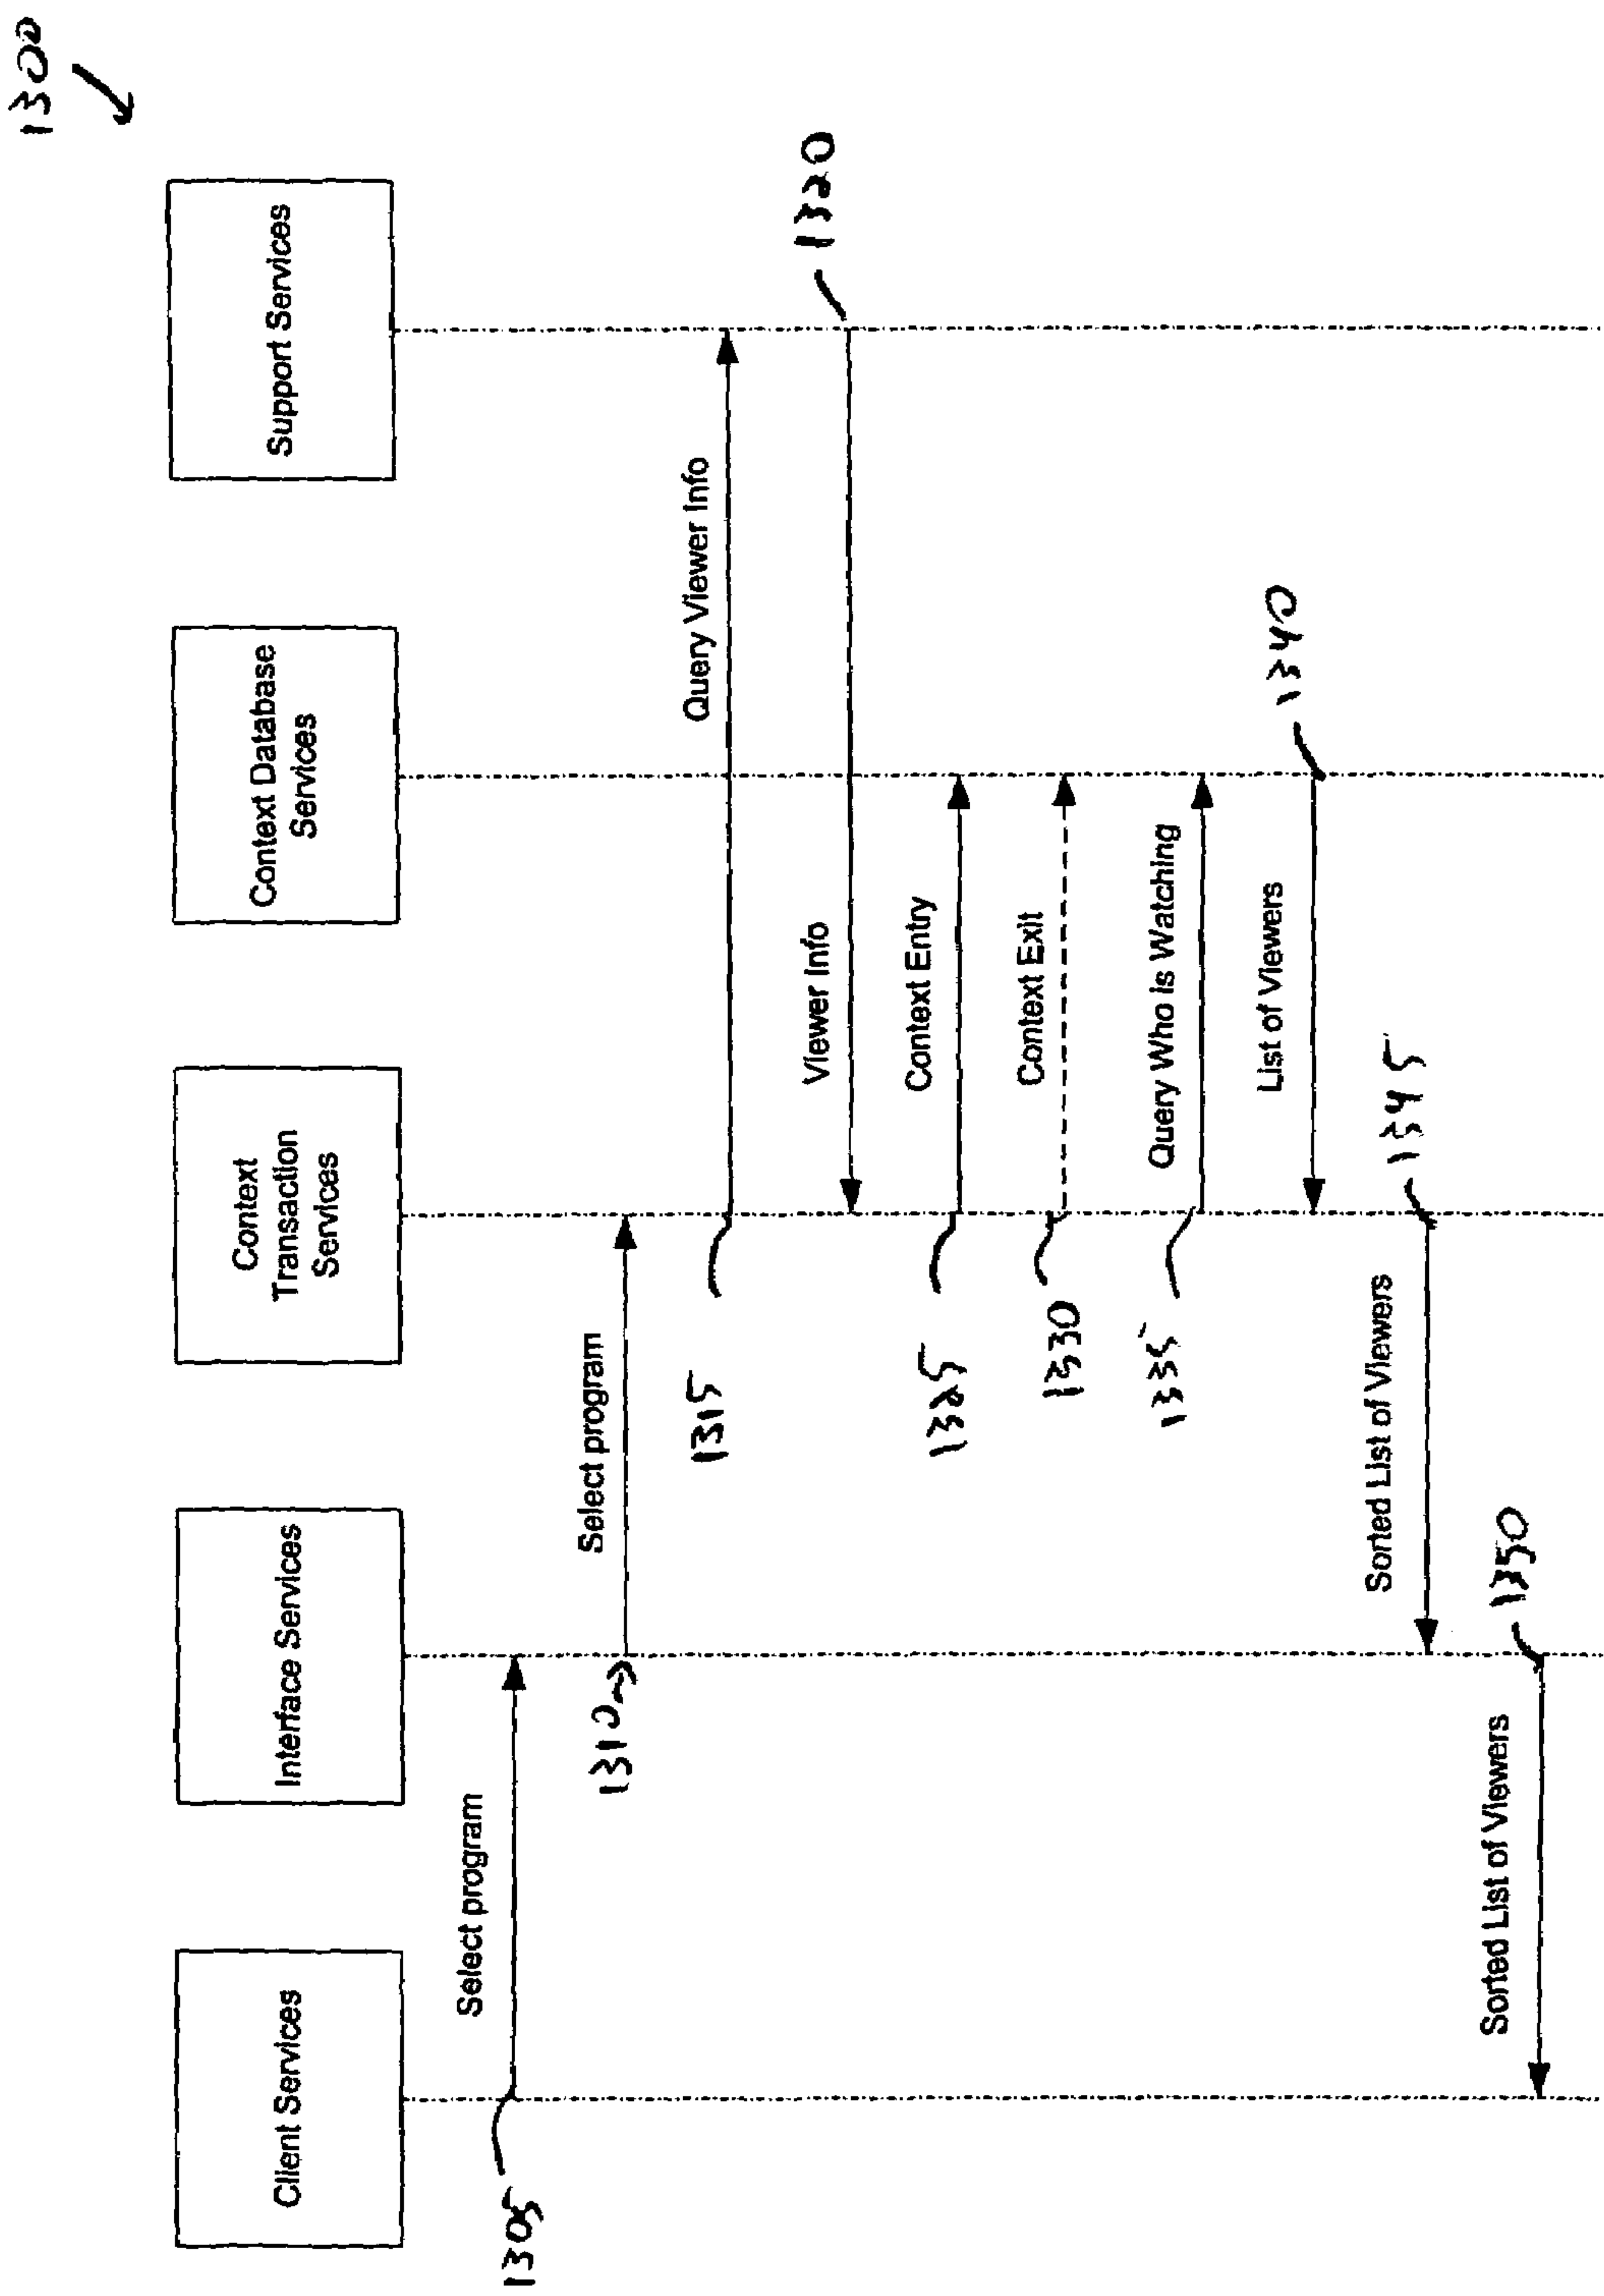 1300
Client Services
Interface Services
Context
Transaction
Services
Context Database
Services
Support Services
Select program
1305
Select program
1310
Query Viewer Info
1315
Viewer Info
1320
Context Entry
1325
Context Exit
1330
Query Who is Watching
1335
List of Viewers
1340
Sorted List of Viewers
1345
Sorted List of Viewers
1350